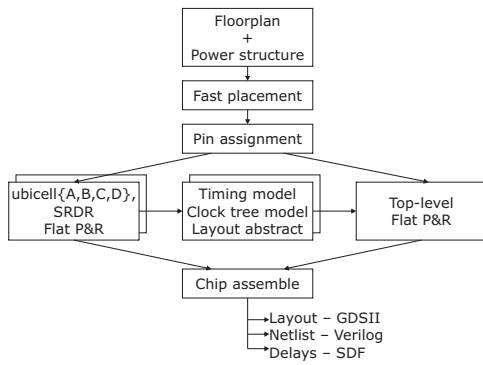 Floorplan
+
Power structure
Fast placement
Pin assignment
ubicell{A,B,C,D},
SRDR
Flat P&R
Timing model
Clock tree model
Layout abstract
Top-level
Flat P&R
Chip assemble
Layout – GDSII
Netlist – Verilog
Delays – SDF